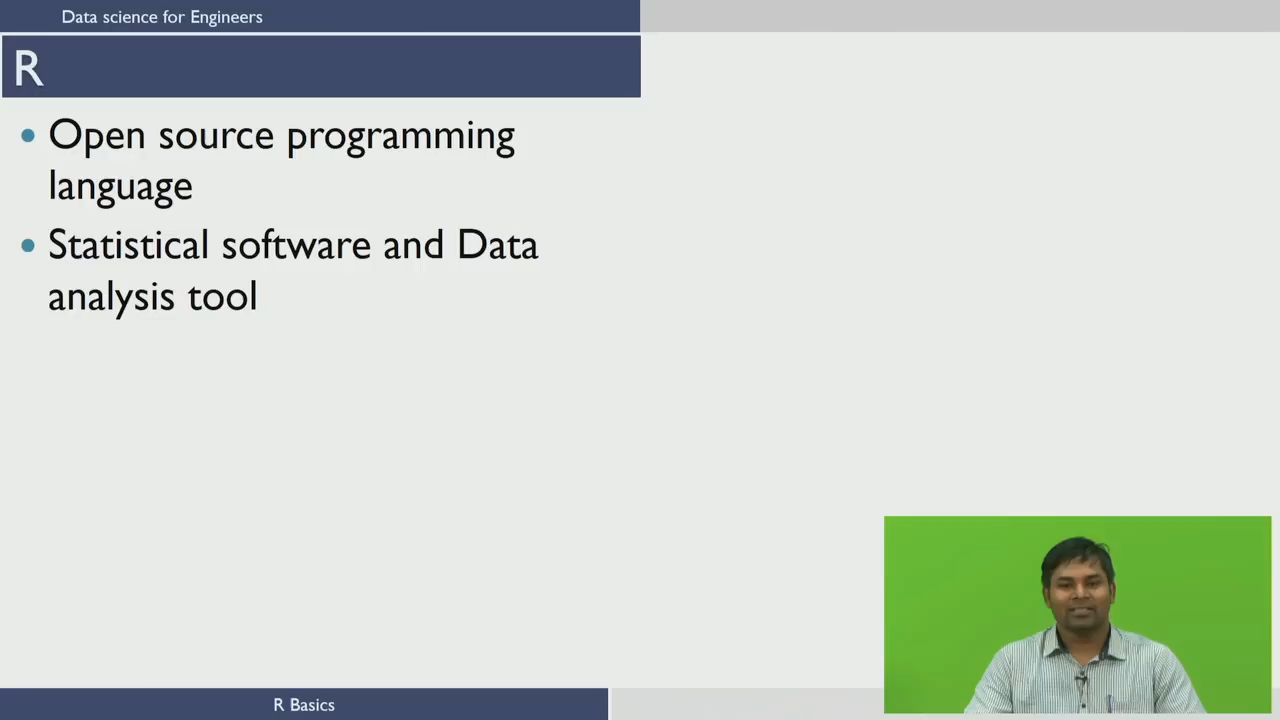 Data science for Engineers
R
• Open source programming
language
• Statistical software and Data
analysis tool
R Basics